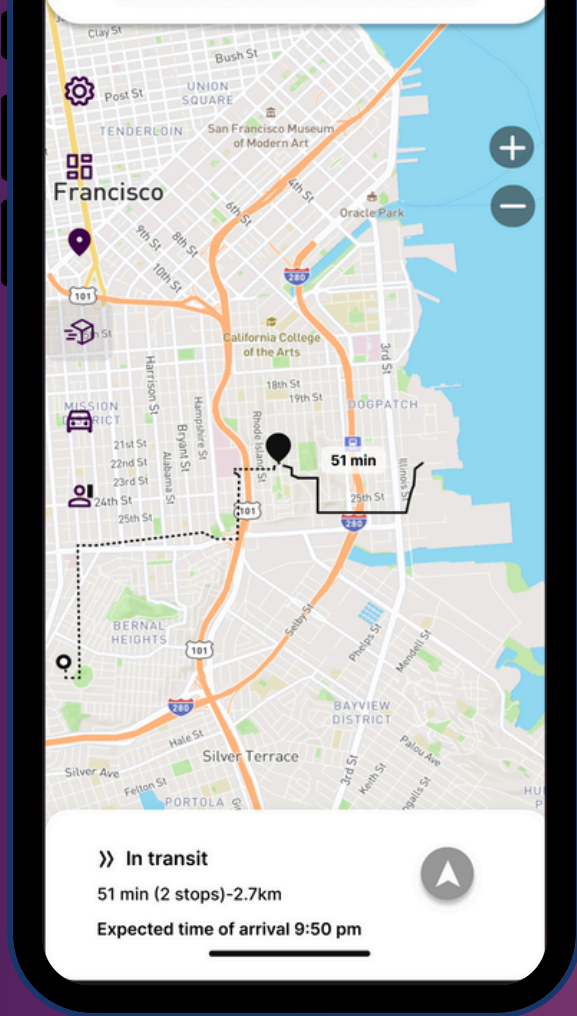 Clay St
Bush St
Post St
UNION
SQUARE
TENDERLOIN
San Francisco Museum
of Modern Art
Francisco
4th St
6th St
Oracle Park
9th St
8th St
10th St
280
101
California College
of the Arts
3rd St
Harrison St
18th St
19th St
MISSION
DOGPATCH
Hampshire St
Rhode Island St
Bryant St
21st St
22nd St
Alabama St
23rd St
24th St
25th St
51 min
Illinois St
25th St
101
280
BERNAL
HEIGHTS
Selby St
Phelps St
Mendell St
101
280
BAYVIEW
DISTRICT
Hale St
Silver Terrace
Palou Ave
3rd St
Keith St
Silver Ave
Felton St
PORTOLA
In transit
51 min (2 stops)-2.7km
Expected time of arrival 9:50 pm